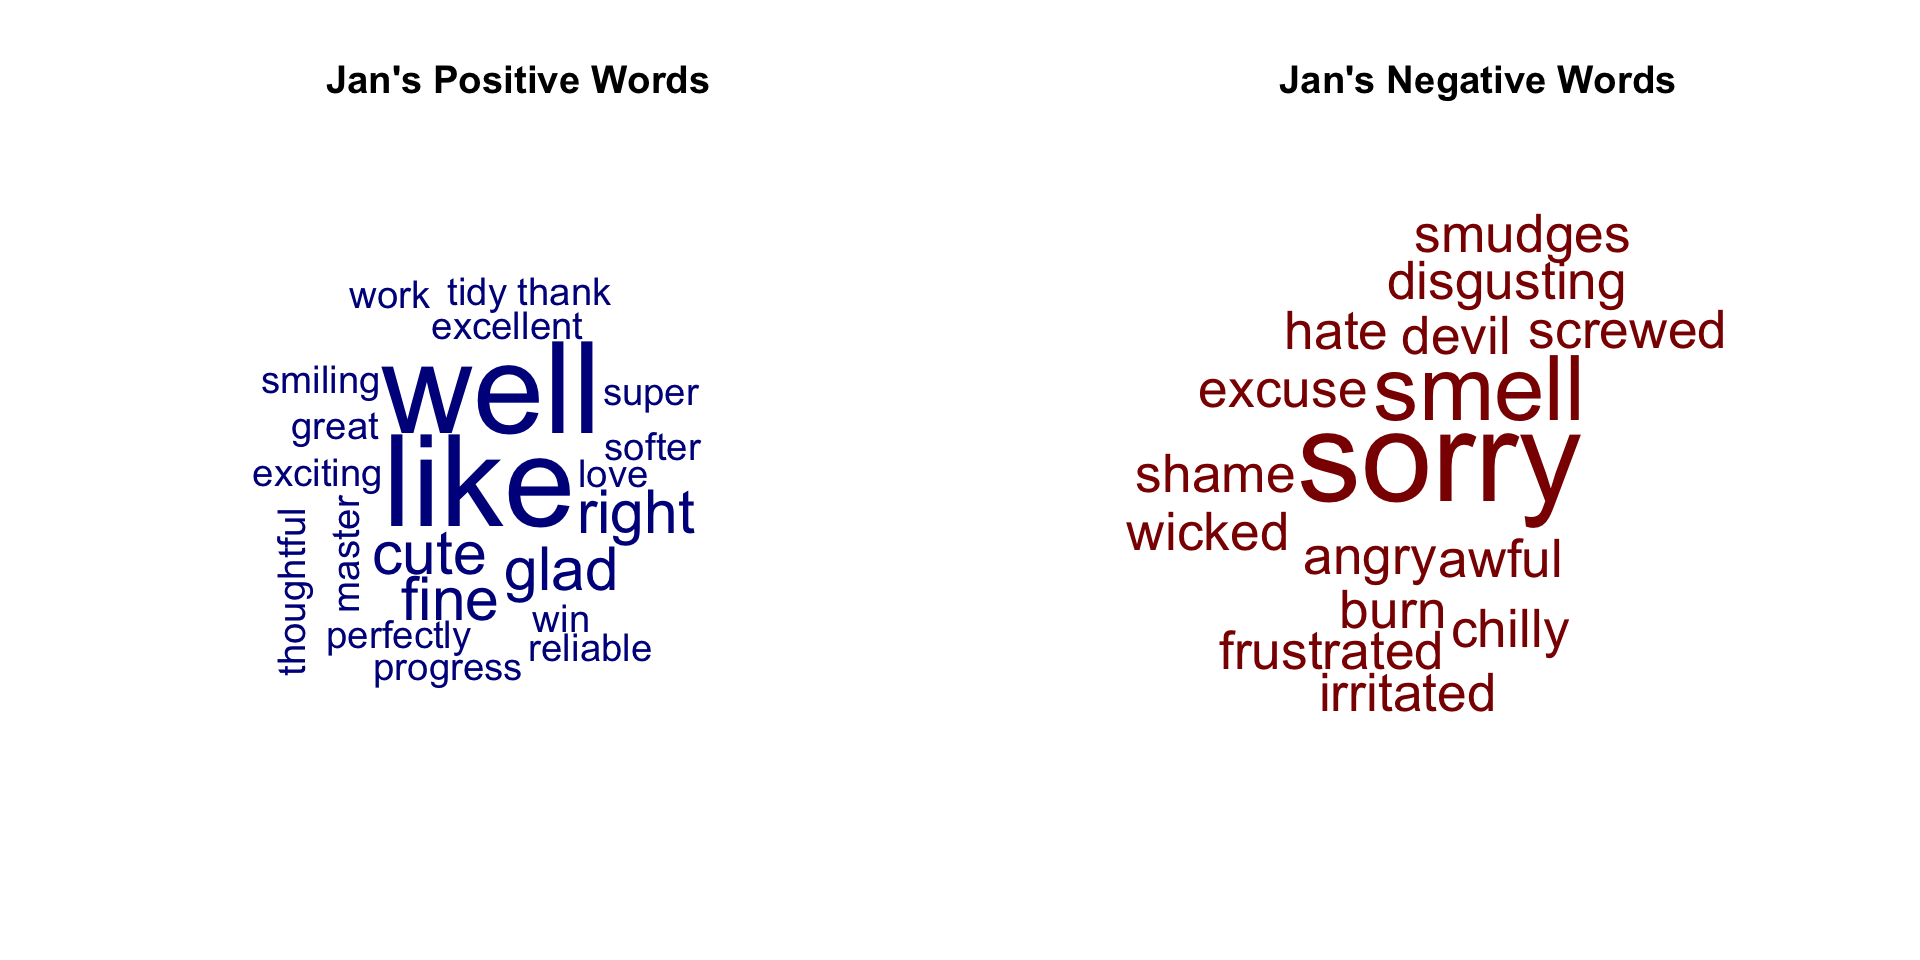 Jan's Positive Words
work tidy thank
excellent
smiling well super
great
softer
exciting like love
right
thoughtful master cute glad
fine win
perfectly reliable
progress
Jan's Negative Words
smudges
disgusting
hate devil screwed
excuse smell
shame sorry
wicked
angry awful
burn chilly
frustrated
irritated